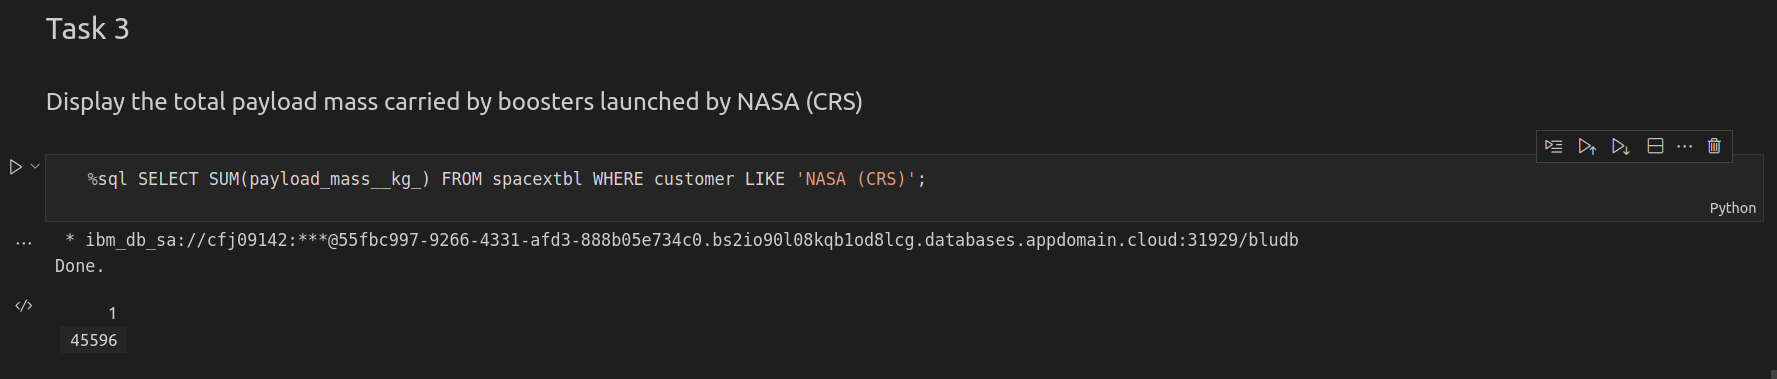 Task 3
Display the total payload mass carried by boosters launched by NASA (CRS)
%sql SELECT SUM(payload_mass__kg_) FROM spacextbl WHERE customer LIKE 'NASA (CRS)';
Python
* ibm_db_sa://cfj09142:***@55fbc997-9266-4331-afd3-888b05e734c0.bs2io90l08kqb1od8lcg.databases.appdomain.cloud:31929/bludb
Done.
1
45596